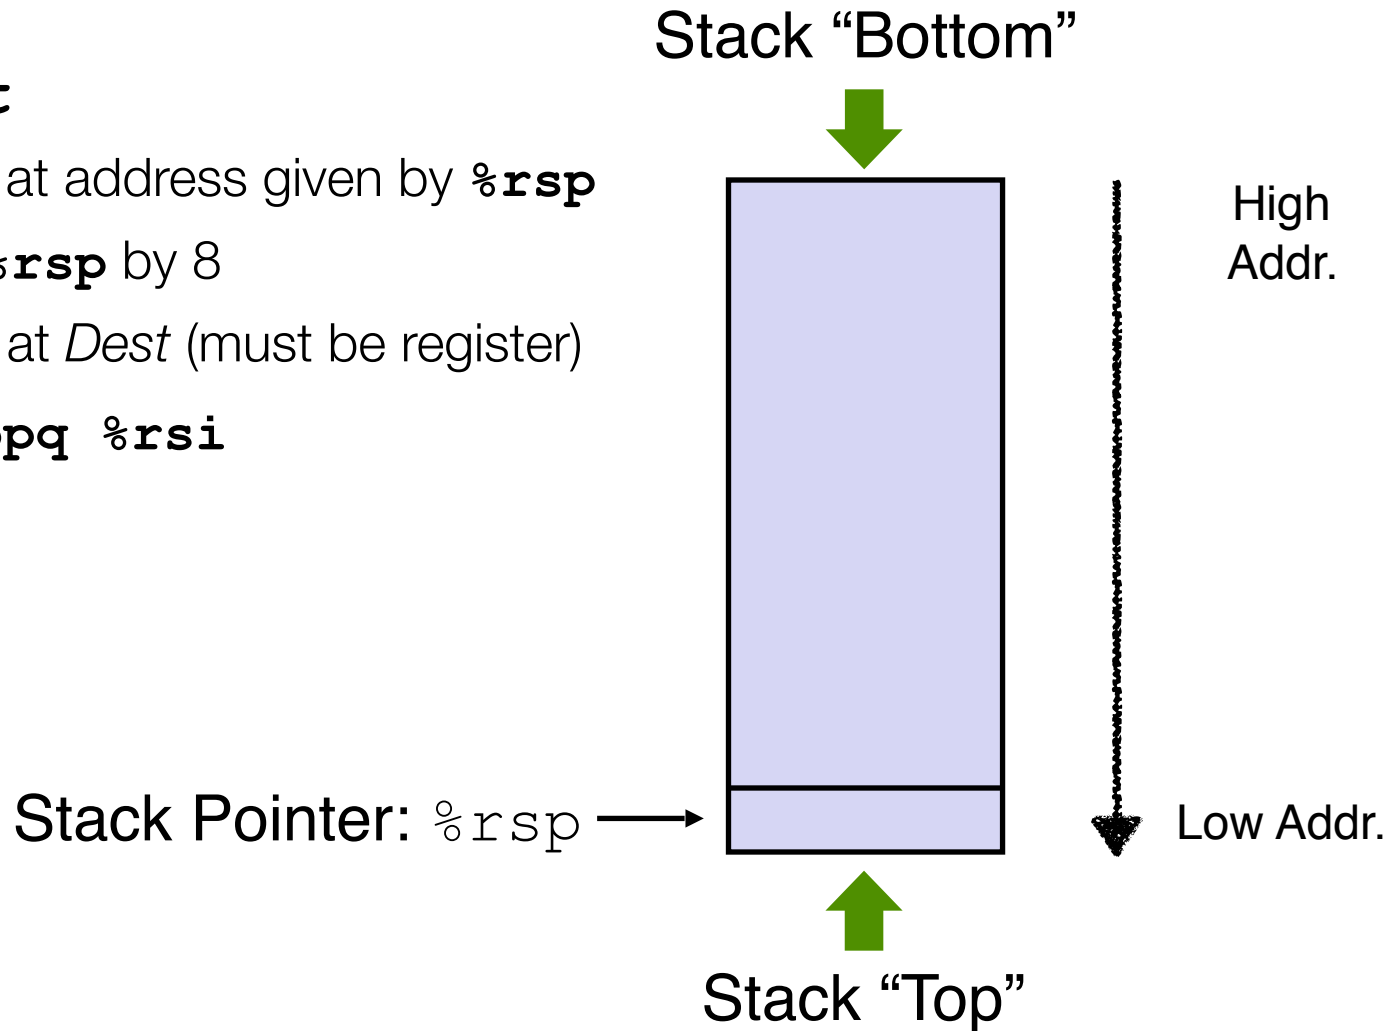 Stack “Bottom”
t
at address given by %rsp
%rsp by 8
at Dest (must be register)
pq %rsi
High
Addr.
Stack Pointer: %rsp
Low Addr.
Stack “Top”